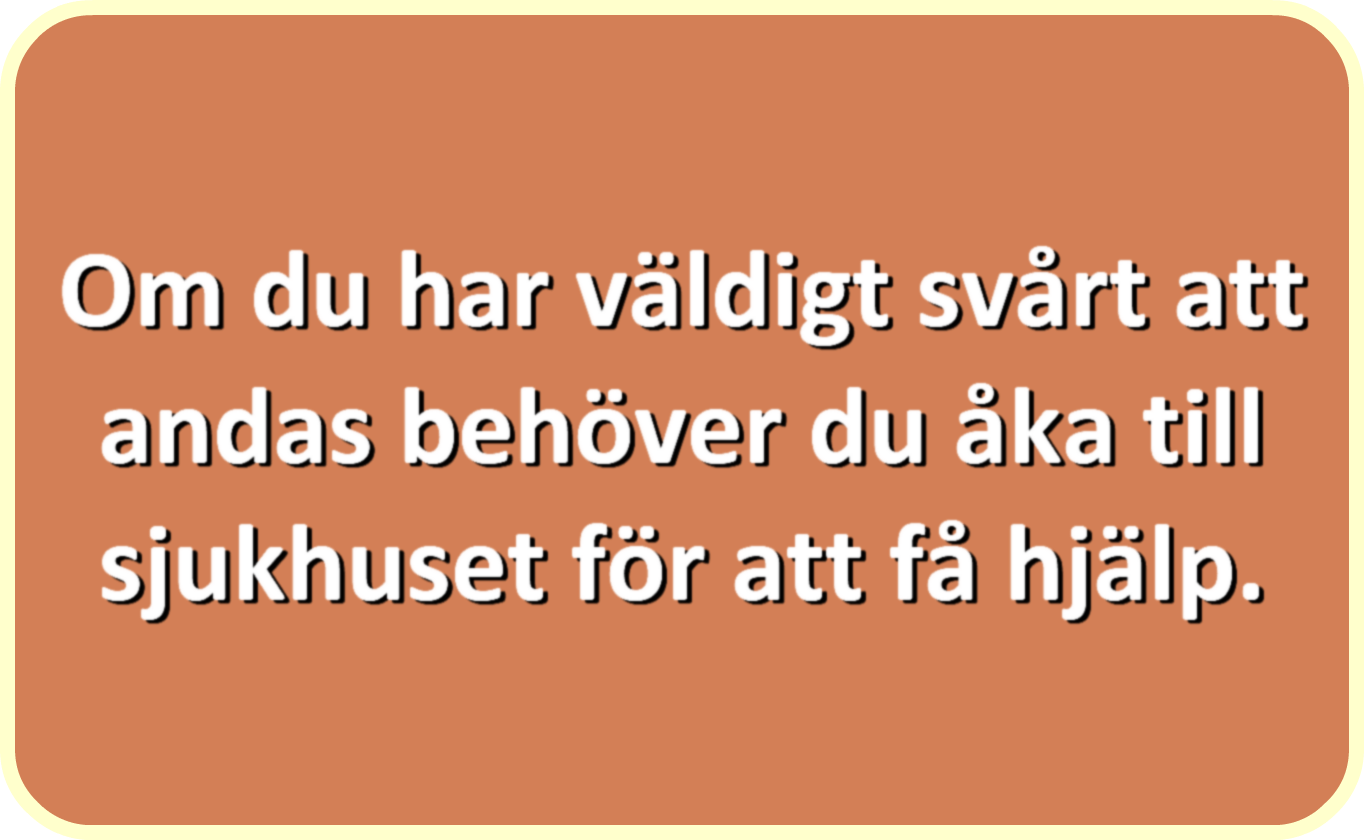 Om du har väldigt svårt att
andas behöver du åka till
sjukhuset för att få hjälp.